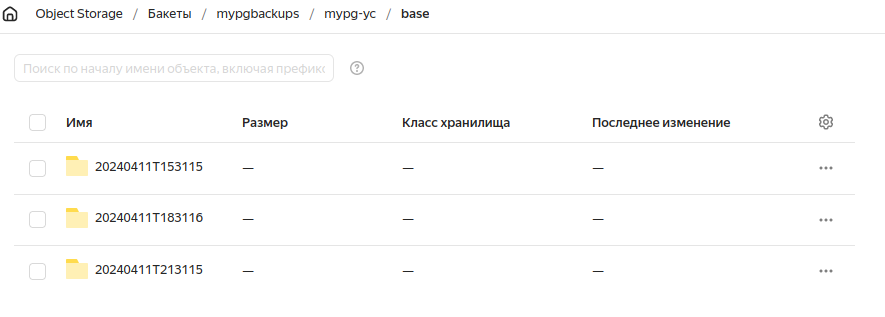 Object Storage / Бакеты / mypgbackups / mypg-yc / base
Поиск по началу имени объекта, включая префикс
Имя Размер Класс хранилища Последнее изменение
20240411T153115 — — —
20240411T183116 — — —
20240411T213115 — — —